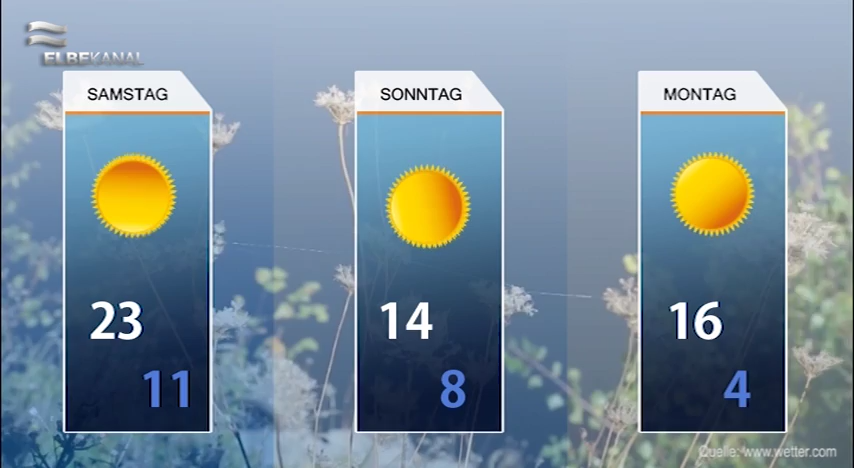 ELBEKANAL
SAMSTAG
SONNTAG
MONTAG
23
14
16
11
8
4
Quelle: www.wetter.com